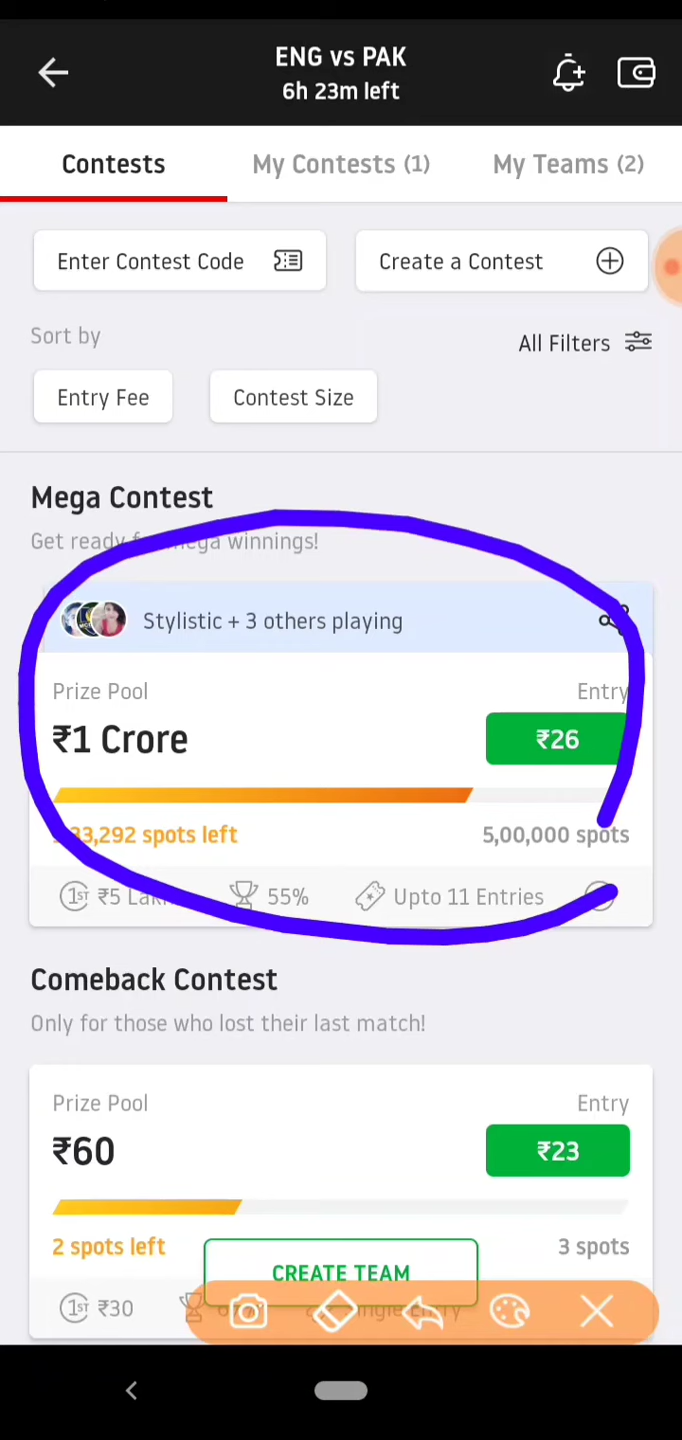 ENG vs PAK
6h 23m left
Contests My Contests (1) My Teams (2)
Enter Contest Code Create a Contest
Sort by
All Filters
Entry Fee Contest Size
Mega Contest
Get ready mega winnings!
Stylistic + 3 others playing
Prize Pool Entry
₹1 Crore ₹26
33,292 spots left 5,00,000 spots
1ST ₹5 55% Upto 11 Entries
Comeback Contest
Only for those who lost their last match!
Prize Pool Entry
₹60 ₹23
2 spots left 3 spots
CREATE TEAM
1ST ₹30